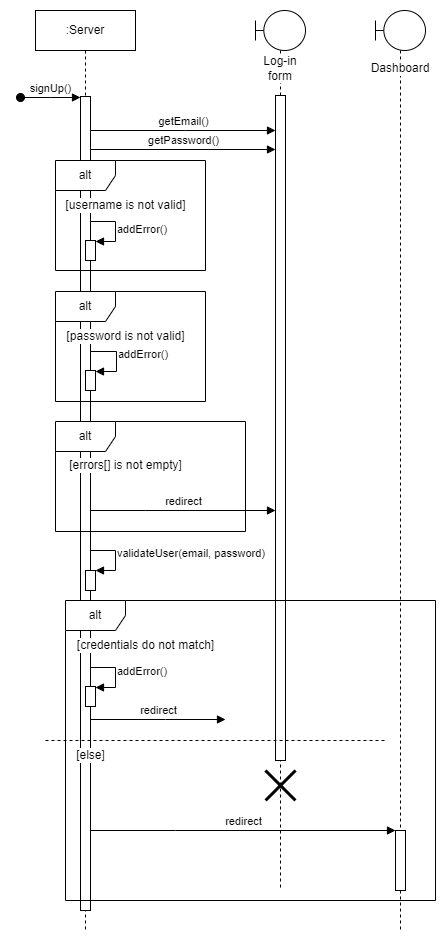 :Server
Log-in
form
Dashboard
signUp()
getEmail()
getPassword()
alt
[username is not valid]
addError()
alt
[password is not valid]
addError()
alt
[errors[] is not empty]
redirect
validateUser(email, password)
alt
[credentials do not match]
addError()
redirect
[else]
redirect